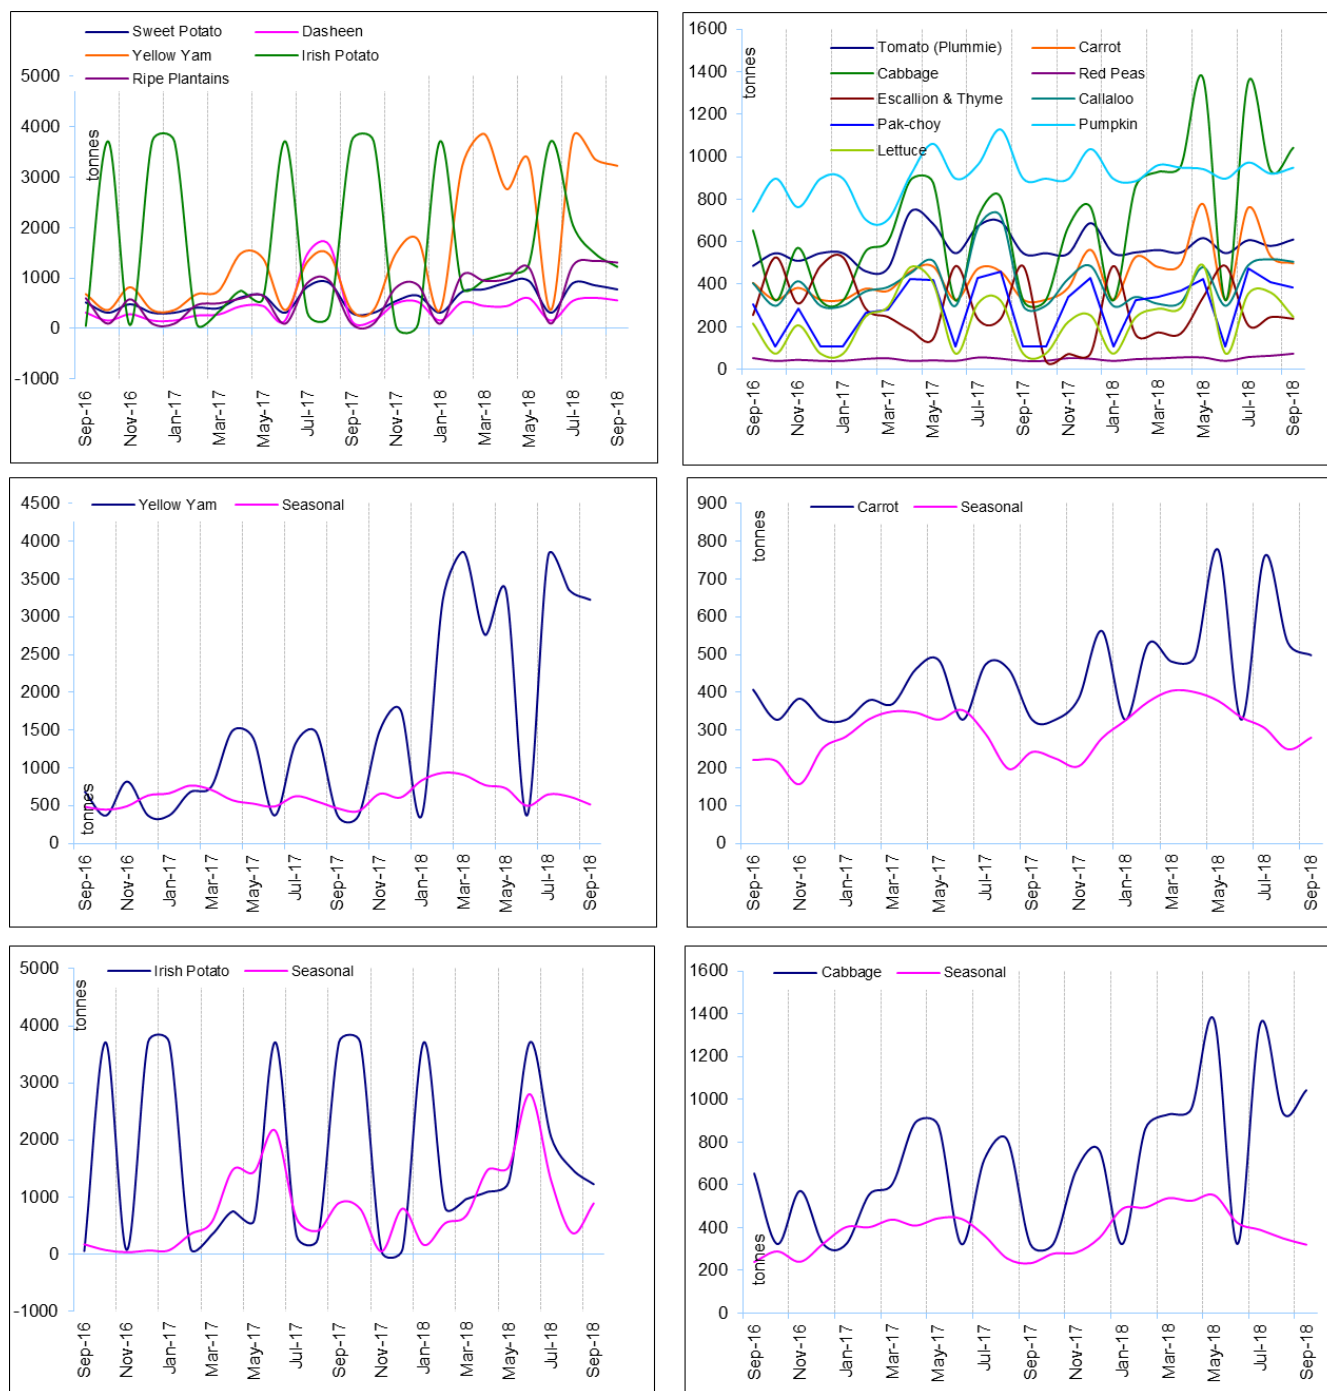 Sweet Potato Dasheen
Yellow Yam Irish Potato
Ripe Plantains
tonnes
5000
4000
3000
2000
1000
0
-1000
Sep-16 Nov-16 Jan-17 Mar-17 May-17 Jul-17 Sep-17 Nov-17 Jan-18 Mar-18 May-18 Jul-18 Sep-18
Tomato (Plummie) Carrot
Cabbage Red Peas
Escallion & Thyme Callaloo
Pak-choy Pumpkin
Lettuce
tonnes
1600
1400
1200
1000
800
600
400
200
0
Sep-16 Nov-16 Jan-17 Mar-17 May-17 Jul-17 Sep-17 Nov-17 Jan-18 Mar-18 May-18 Jul-18 Sep-18
Yellow Yam Seasonal
4500
4000
3500
3000
2500
2000
1500
1000
500
0
tonnes
Sep-16 Nov-16 Jan-17 Mar-17 May-17 Jul-17 Sep-17 Nov-17 Jan-18 Mar-18 May-18 Jul-18 Sep-18
Carrot Seasonal
tonnes
900
800
700
600
500
400
300
200
100
0
Sep-16 Nov-16 Jan-17 Mar-17 May-17 Jul-17 Sep-17 Nov-17 Jan-18 Mar-18 May-18 Jul-18 Sep-18
Irish Potato Seasonal
tonnes
5000
4000
3000
2000
1000
0
-1000
Sep-16 Nov-16 Jan-17 Mar-17 May-17 Jul-17 Sep-17 Nov-17 Jan-18 Mar-18 May-18 Jul-18 Sep-18
Cabbage Seasonal
1600
1400
1200
1000
800
600
400
200
0
tonnes
Sep-16 Nov-16 Jan-17 Mar-17 May-17 Jul-17 Sep-17 Nov-17 Jan-18 Mar-18 May-18 Jul-18 Sep-18